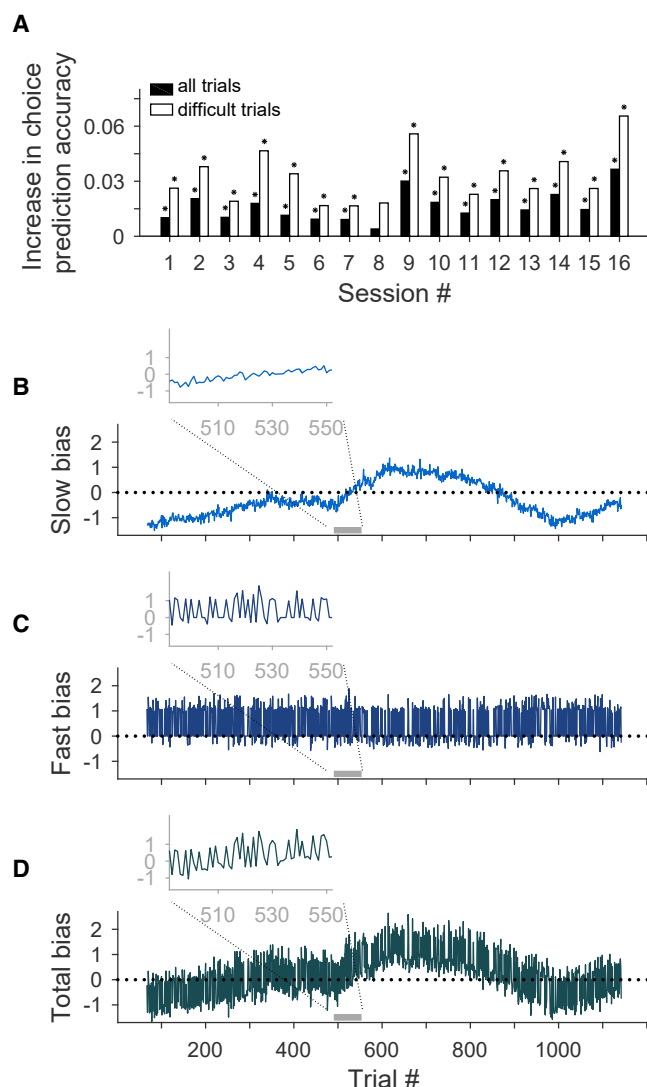 A
Increase in choice
prediction accuracy
all trials
difficult trials
0.06
0.03
0
* * * * * * * * * * * * * * * * * * * * * * * * * * * * * *
1 2 3 4 5 6 7 8 9 10 11 12 13 14 15 16
Session #
B
1
0
-1
510 530 550
Slow bias
2
1
0
-1
C
1
0
-1
510 530 550
Fast bias
2
1
0
-1
D
1
0
-1
510 530 550
Total bias
2
1
0
-1
200 400 600 800 1000
Trial #